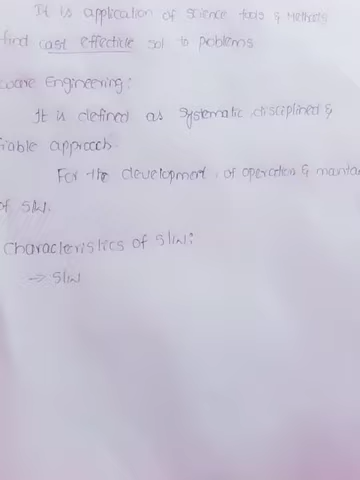 It is application of science tools & Methods
find cost effective sol to problems
ware Engineering:
It is defined as systematic, disciplined &
iable approach.
For the development, of operation & mainta
of S/W.
characteristics of S/W:
→ S/W